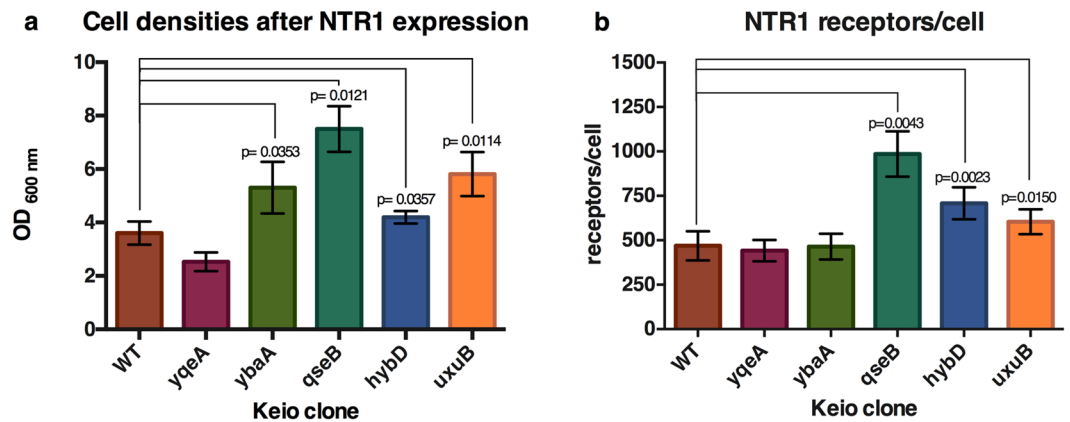 a Cell densities after NTR1 expression
OD 600 nm
10
8
6
4
2
0
p= 0.0353
p= 0.0121
p= 0.0357
p= 0.0114
WT
yqeA
ybaA
qseB
hybD
uxuB
Keio clone
b NTR1 receptors/cell
receptors/cell
1500
1250
1000
750
500
250
0
p=0.0043
p=0.0023
p=0.0150
WT
yqeA
ybaA
qseB
hybD
uxuB
Keio clone